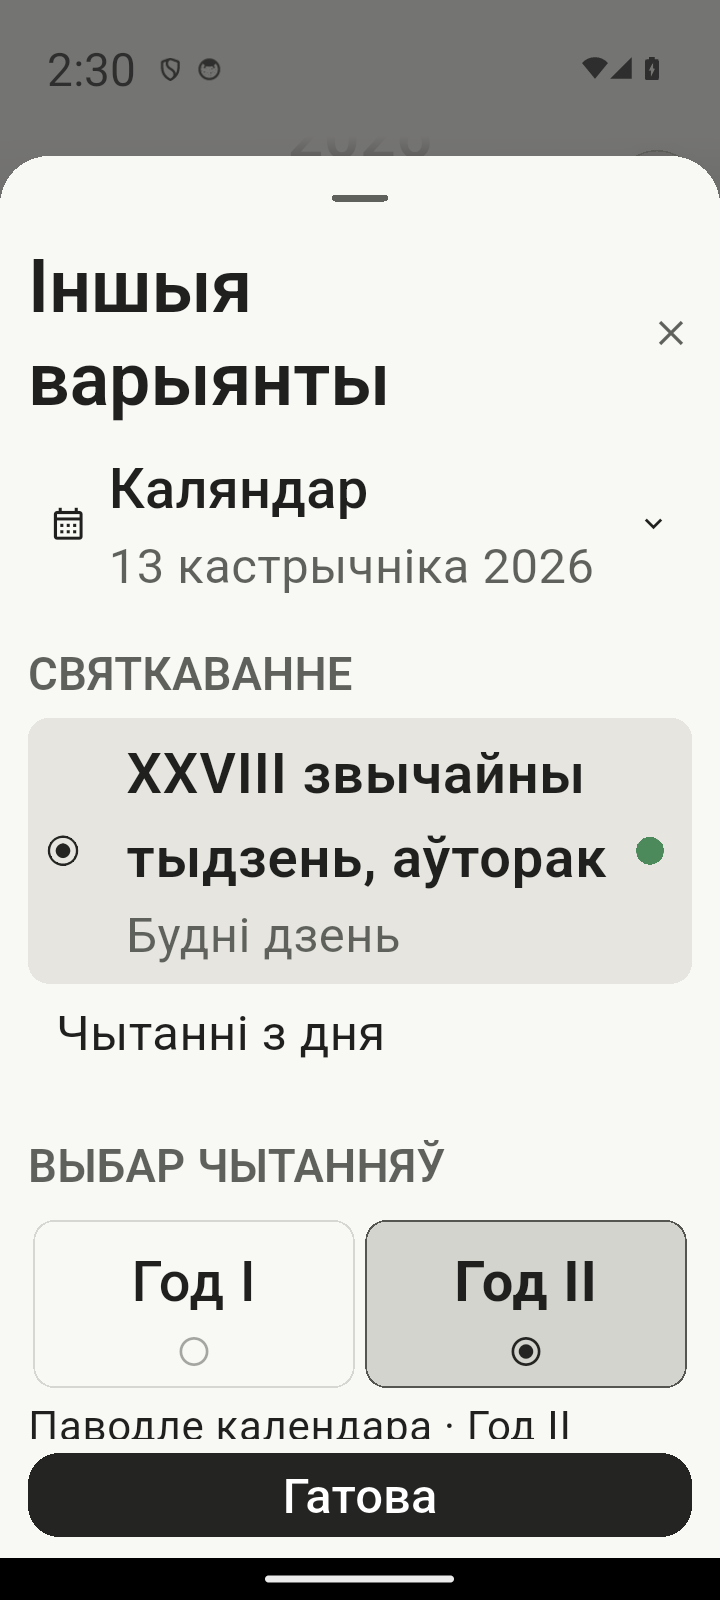 2:30
2026
Іншыя
варыянты
Каляндар
13 кастрычніка 2026
СВЯТКАВАННЕ
XXVIII звычайны
тыдзень, аўторак
Будні дзень
Чытанні з дня
ВЫБАР ЧЫТАННЯЎ
Год I
Год II
Паводле календара · Год II
Гатова